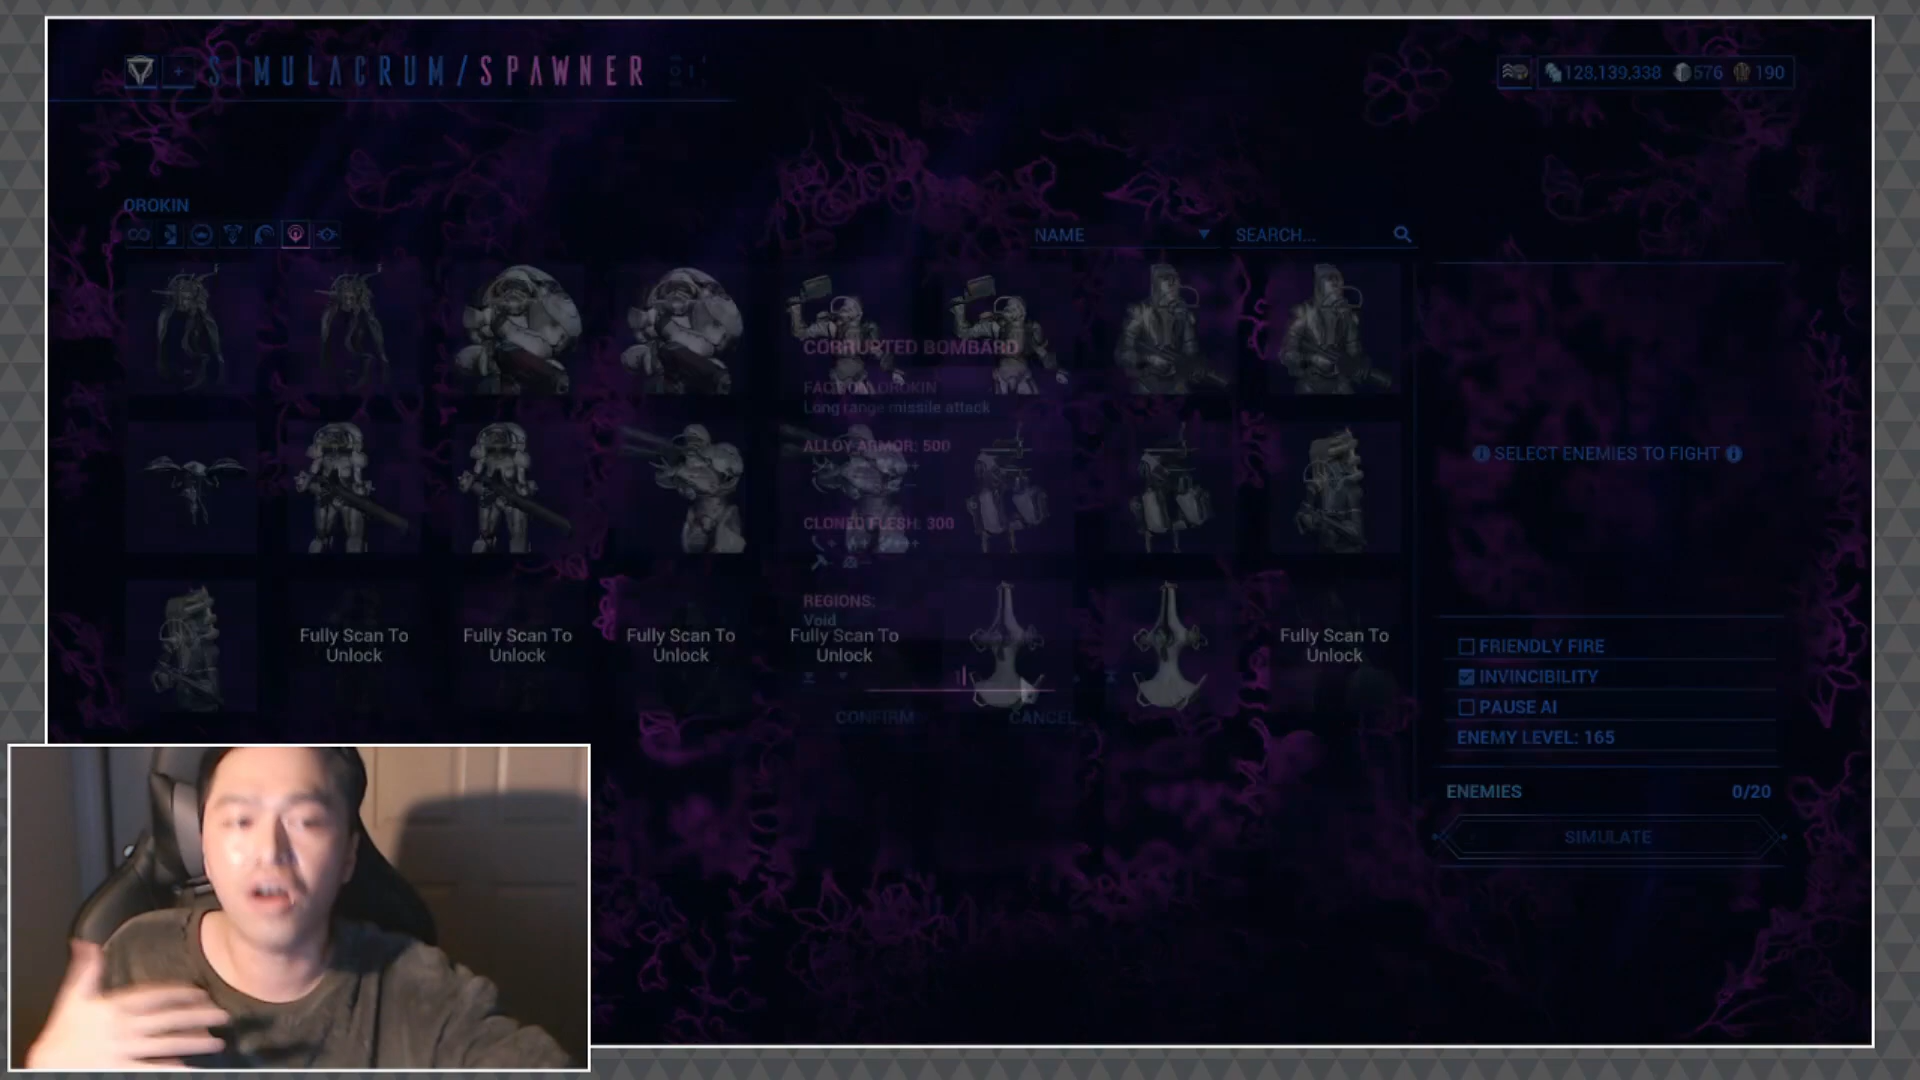 SIMULACRUM/SPAWNER
128,139,338 576 190
OROKIN
NAME
SEARCH...
CORRUPTED BOMBARD
FACTION: OROKIN
Long range missile attack
ALLOY ARMOR: 500
SELECT ENEMIES TO FIGHT
CLONED FLESH: 300
REGIONS:
Void
Fully Scan To
Unlock
Fully Scan To
Unlock
Fully Scan To
Unlock
Fully Scan To
Unlock
Fully Scan To
Unlock
CONFIRM
CANCEL
FRIENDLY FIRE
INVINCIBILITY
PAUSE AI
ENEMY LEVEL: 165
ENEMIES 0/20
SIMULATE